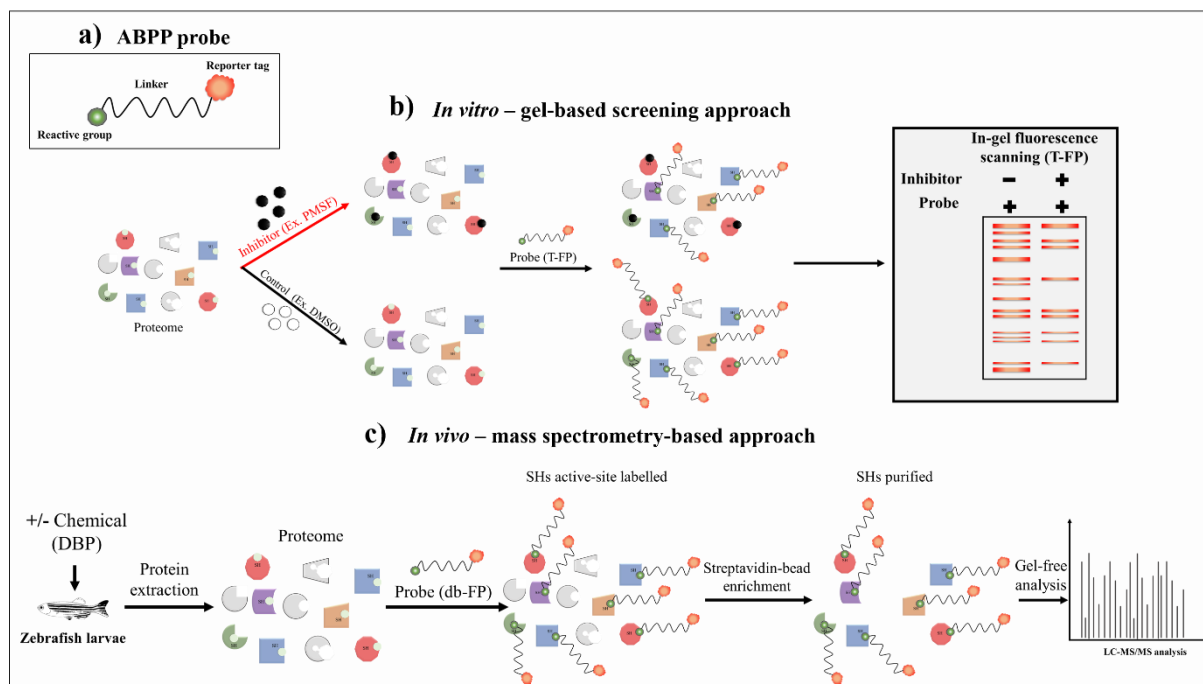 a) ABPP probe
Reporter tag
Linker
Reactive group
b) In vitro – gel-based screening approach
In-gel fluorescence
scanning (T-FP)
Inhibitor − +
Probe + +
Inhibitor (Ex. PMSF)
Control (Ex. DMSO)
Probe (T-FP)
Proteome
c) In vivo – mass spectrometry-based approach
SHs active-site labelled
SHs purified
+/- Chemical
(DBP)
Zebrafish larvae
Protein
extraction
Proteome
Probe (db-FP)
Streptavidin-bead
enrichment
Gel-free
analysis
LC-MS/MS analysis